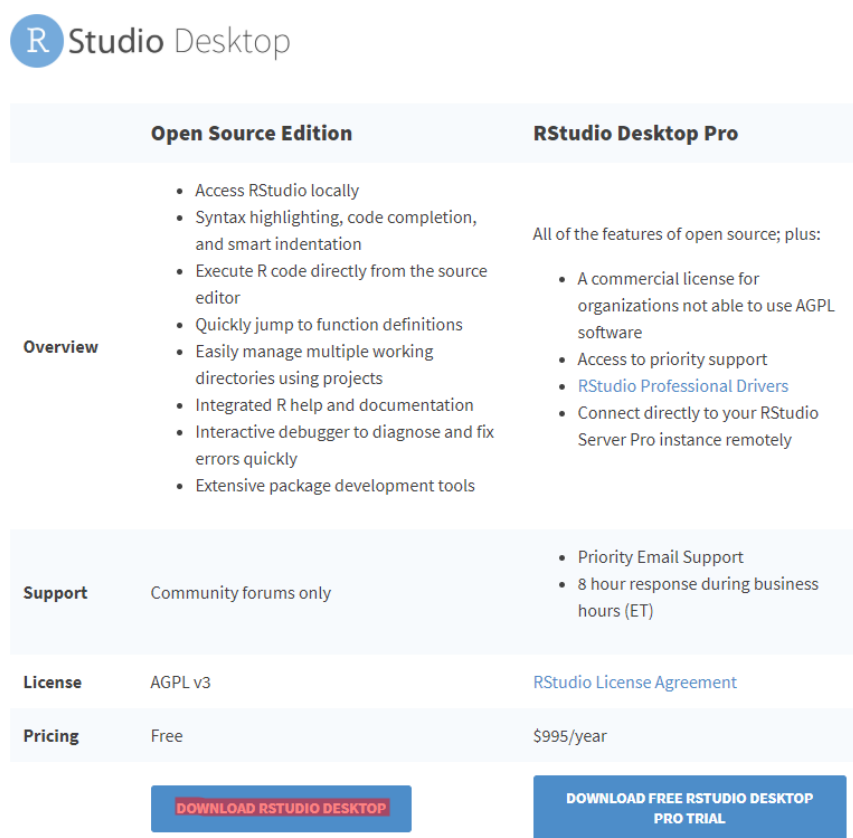 R Studio Desktop
Open Source Edition
RStudio Desktop Pro
Overview
Access RStudio locally
Syntax highlighting, code completion,
and smart indentation
Execute R code directly from the source
editor
Quickly jump to function definitions
Easily manage multiple working
directories using projects
Integrated R help and documentation
Interactive debugger to diagnose and fix
errors quickly
Extensive package development tools
All of the features of open source; plus:
A commercial license for
organizations not able to use AGPL
software
Access to priority support
RStudio Professional Drivers
Connect directly to your RStudio
Server Pro instance remotely
Support
Community forums only
Priority Email Support
8 hour response during business
hours (ET)
License
AGPL v3
RStudio License Agreement
Pricing
Free
$995/year
DOWNLOAD RSTUDIO DESKTOP
DOWNLOAD FREE RSTUDIO DESKTOP
PRO TRIAL